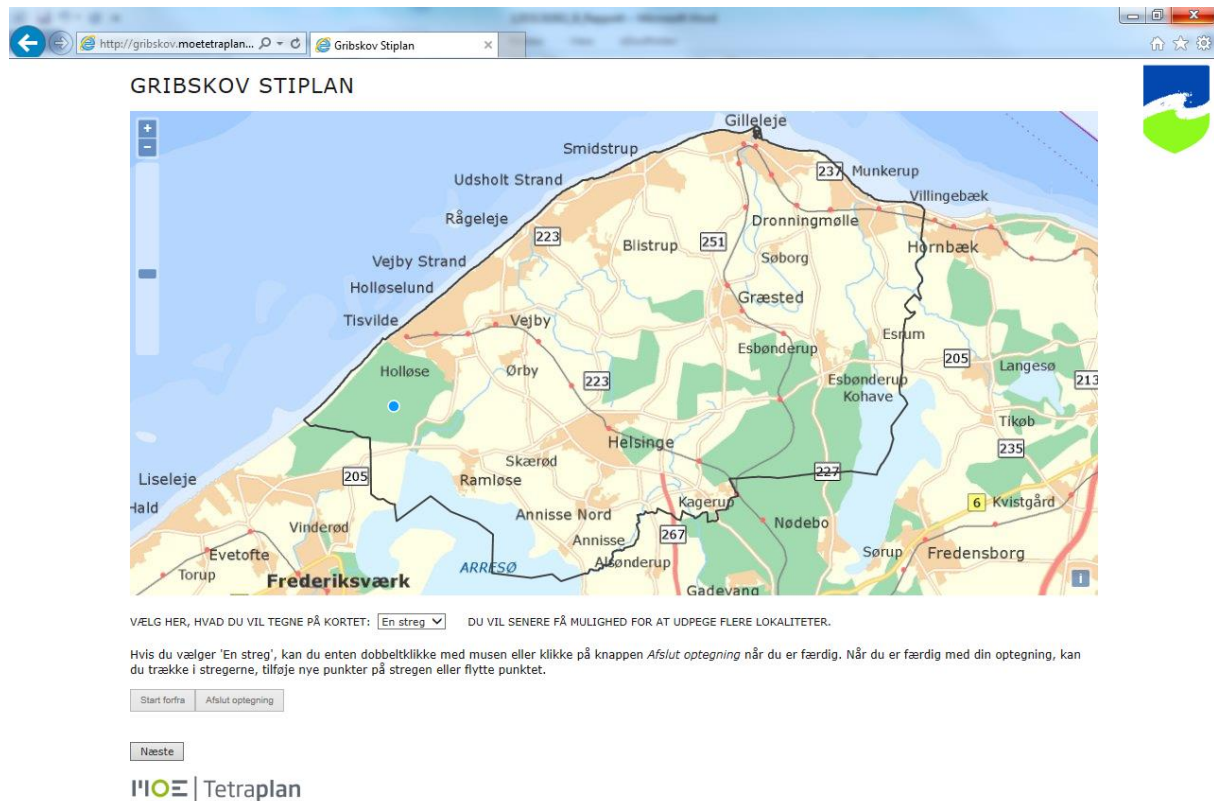 http://gribskov.moetetraplan...
Gribskov Stiplan
GRIBSKOV STIPLAN
Gilleleje
Smidstrup
237 Munkerup
Udsholt Strand
Villingebæk
Rågeleje
Dronningmølle
223
Blistrup
251
Hornbæk
Vejby Strand
Søborg
Holløselund
Græsted
Tisvilde
Vejby
Esrum
Esbønderup
205
Langesø
Holløse
Ørby
223
Esbønderup
Kohave
213
Tikøb
Helsinge
235
Skærød
Liseleje
205
Ramløse
227
Hald
Kagerup
6 Kvistgård
Annisse Nord
Vinderød
Nødebo
Annisse
267
Evetofte
Sørup
Fredensborg
Torup
Frederiksværk
ARRESØ
Alsønderup
Gadevang
i
VÆLG HER, HVAD DU VIL TEGNE PÅ KORTET: En streg DU VIL SENERE FÅ MULIGHED FOR AT UDPEGE FLERE LOKALITETER.
Hvis du vælger 'En streg', kan du enten dobbeltklikke med musen eller klikke på knappen Afslut optegning når du er færdig. Når du er færdig med din optegning, kan
du trække i stregerne, tilføje nye punkter på stregen eller flytte punktet.
Start forfra Afslut optegning
Næste
MOE | Tetraplan